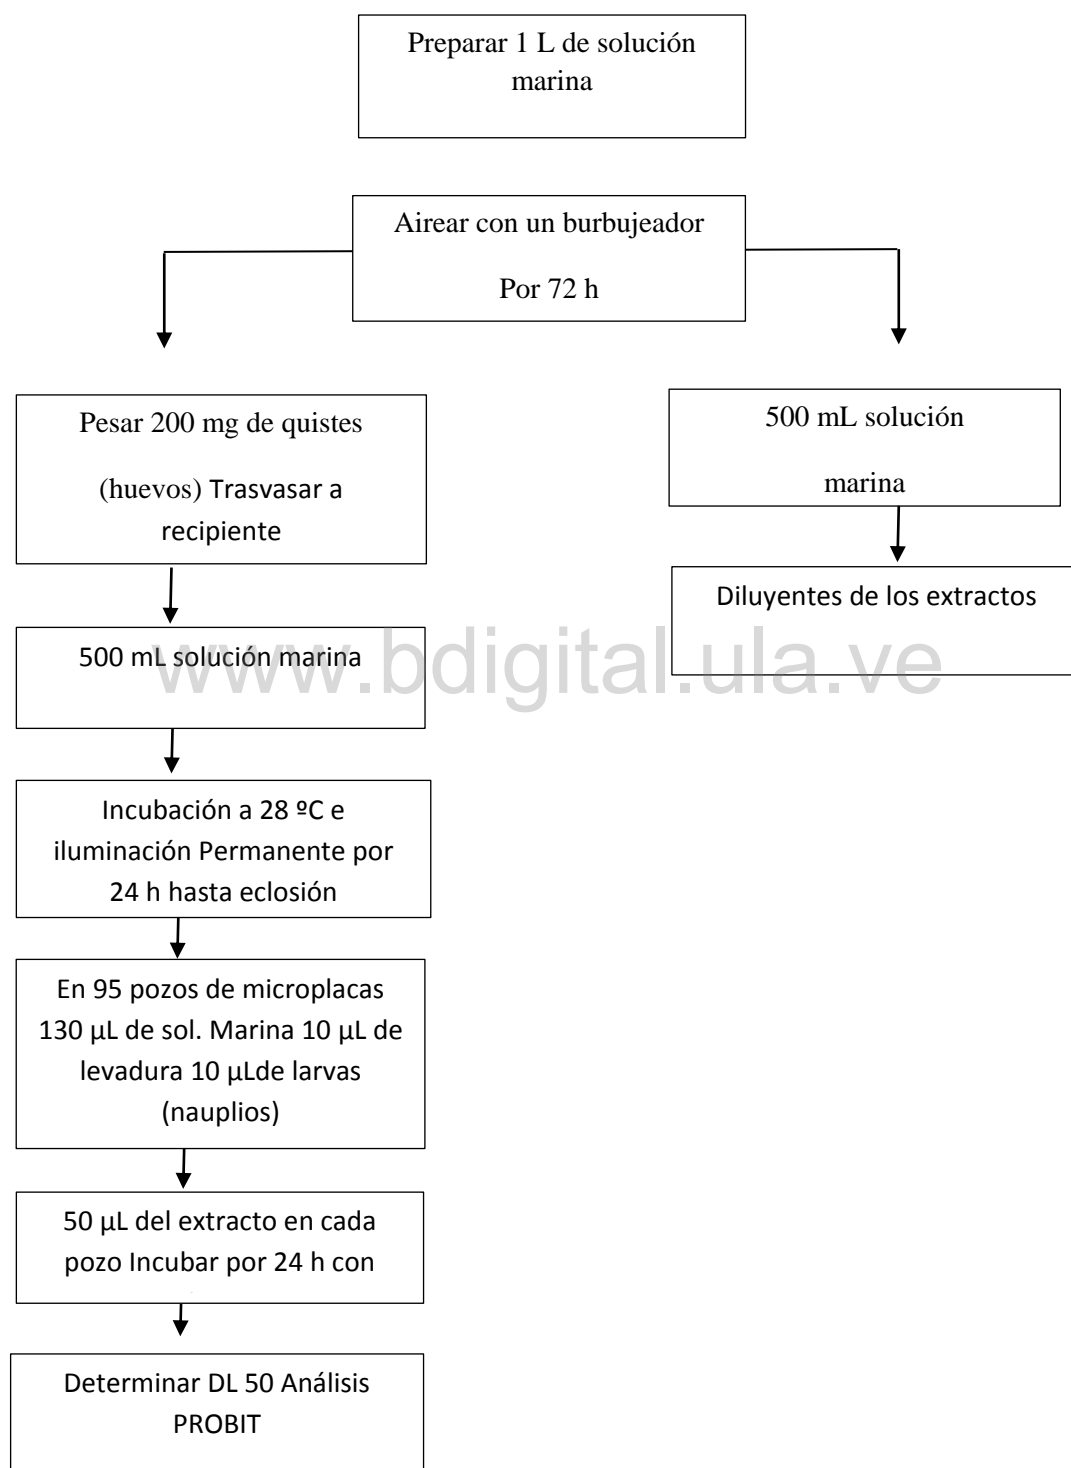 Preparar 1 L de solución
marina
Airear con un burbujeador
Por 72 h
Pesar 200 mg de quistes
(huevos) Trasvasar a
recipiente
500 mL solución
marina
Diluyentes de los extractos
500 mL solución marina
www.bdigital.ula.ve
Incubación a 28 ºC e
iluminación Permanente por
24 h hasta eclosión
En 95 pozos de microplacas
130 µL de sol. Marina 10 µL de
levadura 10 µLde larvas
(nauplios)
50 µL del extracto en cada
pozo Incubar por 24 h con
Determinar DL 50 Análisis
PROBIT